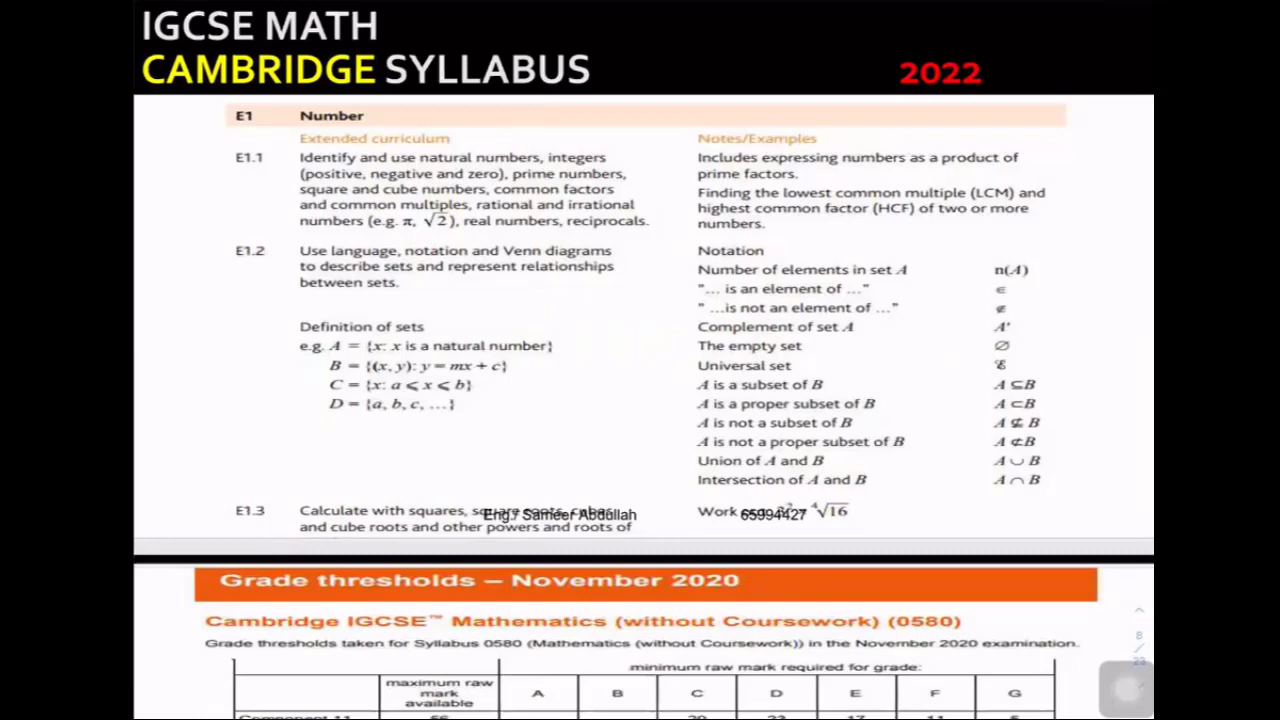 IGCSE MATH
CAMBRIDGE SYLLABUS 2022
E1 Number
Extended curriculum Notes/Examples
E1.1 Identify and use natural numbers, integers
(positive, negative and zero), prime numbers,
square and cube numbers, common factors
and common multiples, rational and irrational
numbers (e.g. π, √2), real numbers, reciprocals.
Includes expressing numbers as a product of
prime factors.
Finding the lowest common multiple (LCM) and
highest common factor (HCF) of two or more
numbers.
E1.2 Use language, notation and Venn diagrams
to describe sets and represent relationships
between sets.
Definition of sets
e.g. A = {x: x is a natural number}
B = {(x, y): y = mx + c}
C = {x: a ⩽ x ⩽ b}
D = {a, b, c, …}
Notation
Number of elements in set A n(A)
"… is an element of …" ∈
" …is not an element of …" ∉
Complement of set A A′
The empty set ∅
Universal set ℰ
A is a subset of B A ⊆ B
A is a proper subset of B A ⊂ B
A is not a subset of B A ⊈ B
A is not a proper subset of B A ⊄ B
Union of A and B A ∪ B
Intersection of A and B A ∩ B
E1.3 Calculate with squares, square roots, cubes
and cube roots and other powers and roots of
Work ⁴√16
Eng./ Sameer Abdullah 65994427
Grade thresholds – November 2020
Cambridge IGCSE™ Mathematics (without Coursework) (0580)
Grade thresholds taken for Syllabus 0580 (Mathematics (without Coursework)) in the November 2020 examination.
minimum raw mark required for grade:
maximum raw
mark
available
A B C D E F G
8
/
23